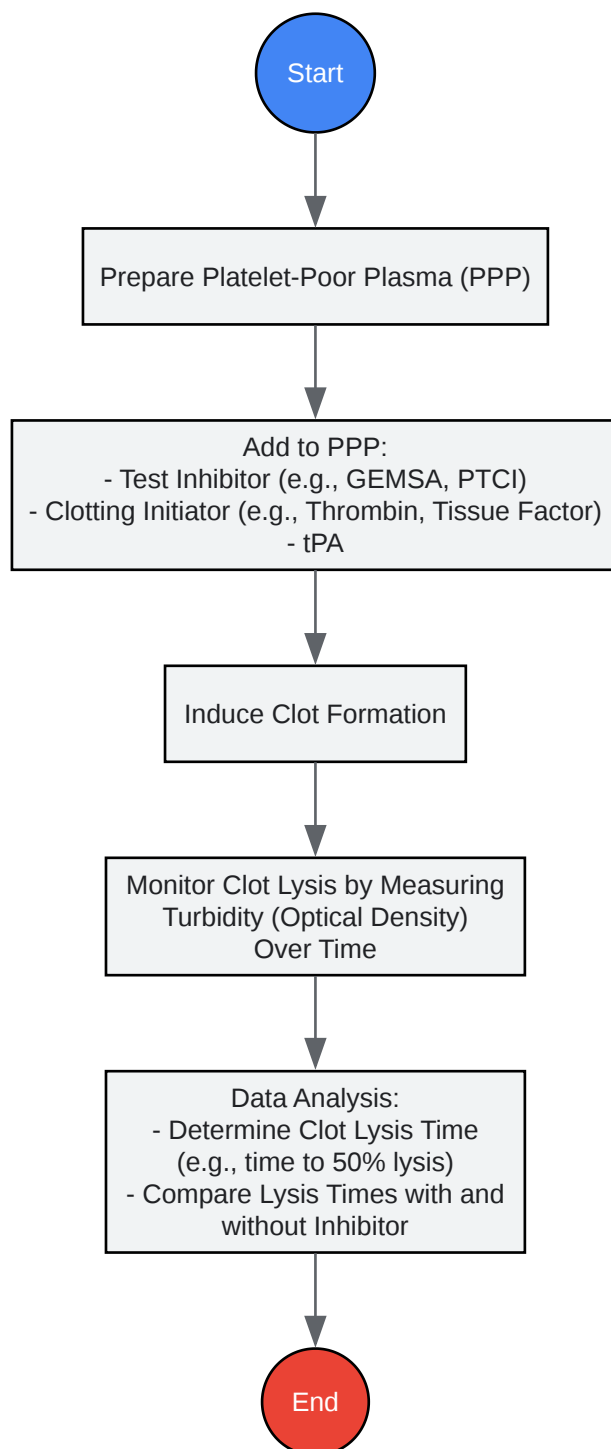 Start
Prepare Platelet-Poor Plasma (PPP)
Add to PPP:
- Test Inhibitor (e.g., GEMSA, PTCI)
- Clotting Initiator (e.g., Thrombin, Tissue Factor)
- tPA
Induce Clot Formation
Monitor Clot Lysis by Measuring
Turbidity (Optical Density)
Over Time
Data Analysis:
- Determine Clot Lysis Time
(e.g., time to 50% lysis)
- Compare Lysis Times with and
without Inhibitor
End